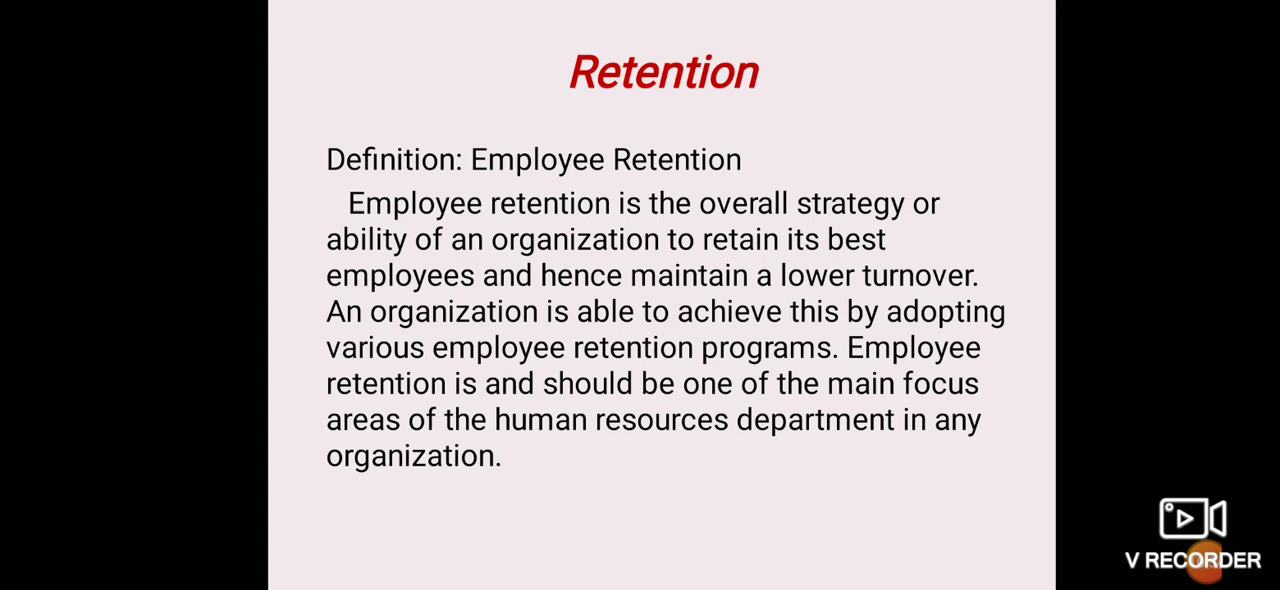 Retention
Definition: Employee Retention
Employee retention is the overall strategy or
ability of an organization to retain its best
employees and hence maintain a lower turnover.
An organization is able to achieve this by adopting
various employee retention programs. Employee
retention is and should be one of the main focus
areas of the human resources department in any
organization.
V RECORDER